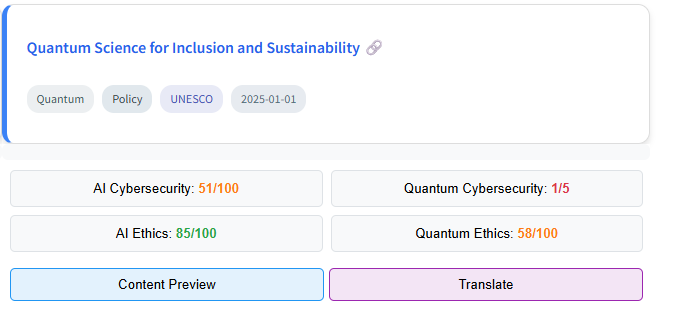 Quantum Science for Inclusion and Sustainability
Quantum Policy UNESCO 2025-01-01
AI Cybersecurity: 51/100 Quantum Cybersecurity: 1/5
AI Ethics: 85/100 Quantum Ethics: 58/100
Content Preview Translate